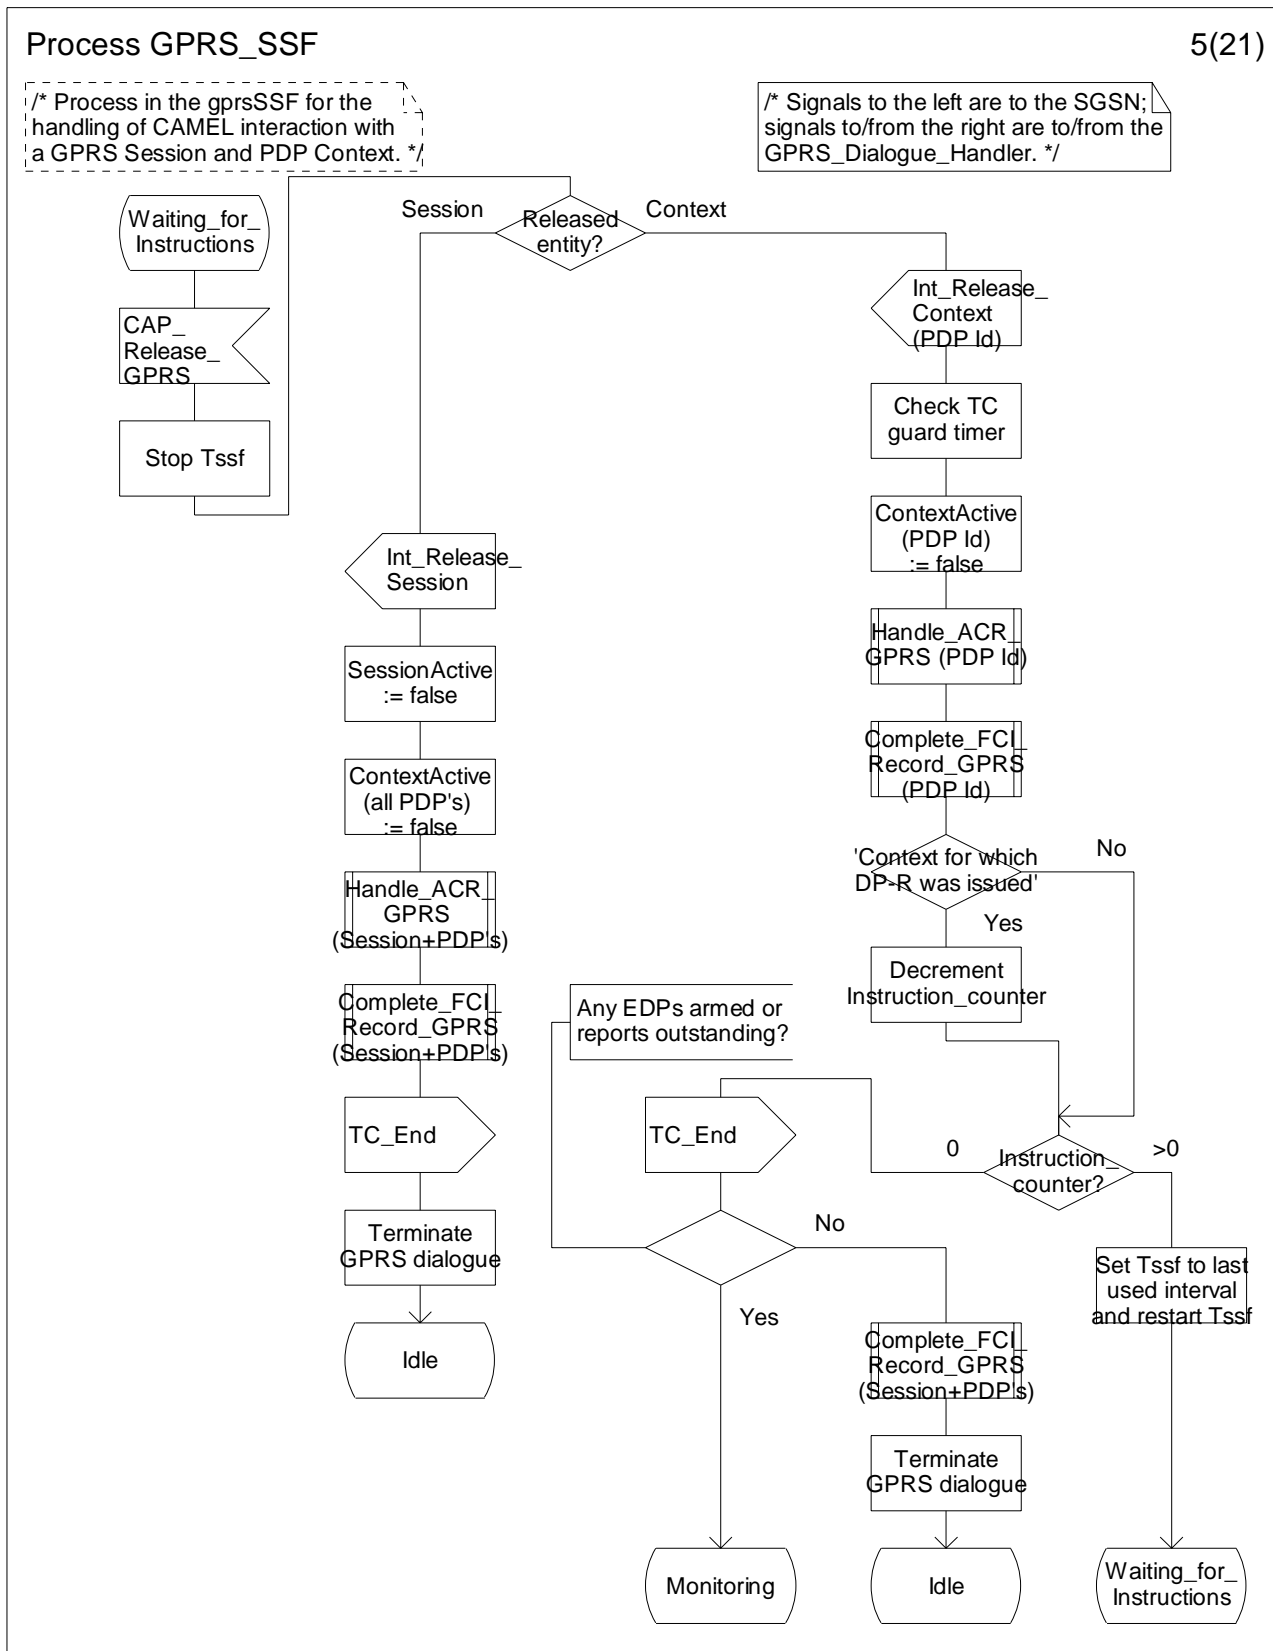 Process GPRS_SSF
5(21)
/* Process in the gprsSSF for the
handling of CAMEL interaction with
a GPRS Session and PDP Context. */
/* Signals to the left are to the SGSN;
signals to/from the right are to/from the
GPRS_Dialogue_Handler. */
Waiting_for_
Instructions
CAP_
Release_
GPRS
Stop Tssf
Session
Released
entity?
Context
Int_Release_
Session
SessionActive
:= false
ContextActive
(all PDP's)
:= false
Handle_ACR_
GPRS
(Session+PDP's)
Complete_FCI_
Record_GPRS
(Session+PDP's)
TC_End
Terminate
GPRS dialogue
Idle
Int_Release_
Context
(PDP Id)
Check TC
guard timer
ContextActive
(PDP Id)
:= false
Handle_ACR_
GPRS (PDP Id)
Complete_FCI_
Record_GPRS
(PDP Id)
'Context for which
DP-R was issued'
No
Yes
Decrement
Instruction_counter
Any EDPs armed or
reports outstanding?
TC_End
0
Instruction_
counter?
>0
No
Yes
Set Tssf to last
used interval
and restart Tssf
Complete_FCI_
Record_GPRS
(Session+PDP's)
Terminate
GPRS dialogue
Monitoring
Idle
Waiting_for_
Instructions